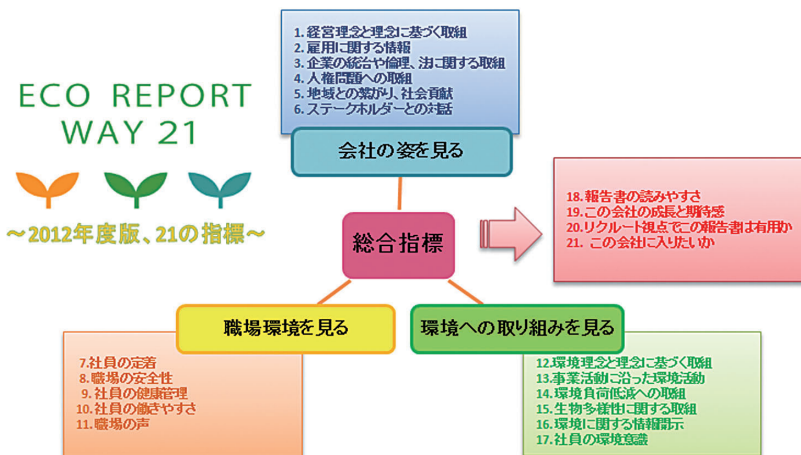 ECO REPORT
WAY 21
～2012年度版、21の指標～
1. 経営理念と理念に基づく取組
2. 雇用に関する情報
3. 企業の統治や倫理、法に関する取組
4. 人権問題への取組
5. 地域との繋がり、社会貢献
6. ステークホルダーとの対話
会社の姿を見る
総合指標
18. 報告書の読みやすさ
19. この会社の成長と期待感
20. リクルート視点でこの報告書は有用か
21. この会社に入りたいか
職場環境を見る
7.社員の定着
8. 職場の安全性
9. 社員の健康管理
10. 社員の働きやすさ
11. 職場の声
環境への取り組みを見る
12.環境理念と理念に基づく取組
13. 事業活動に沿った環境活動
14. 環境負荷低減への取組
15. 生物多様性に関する取組
16. 環境に関する情報開示
17. 社員の環境意識